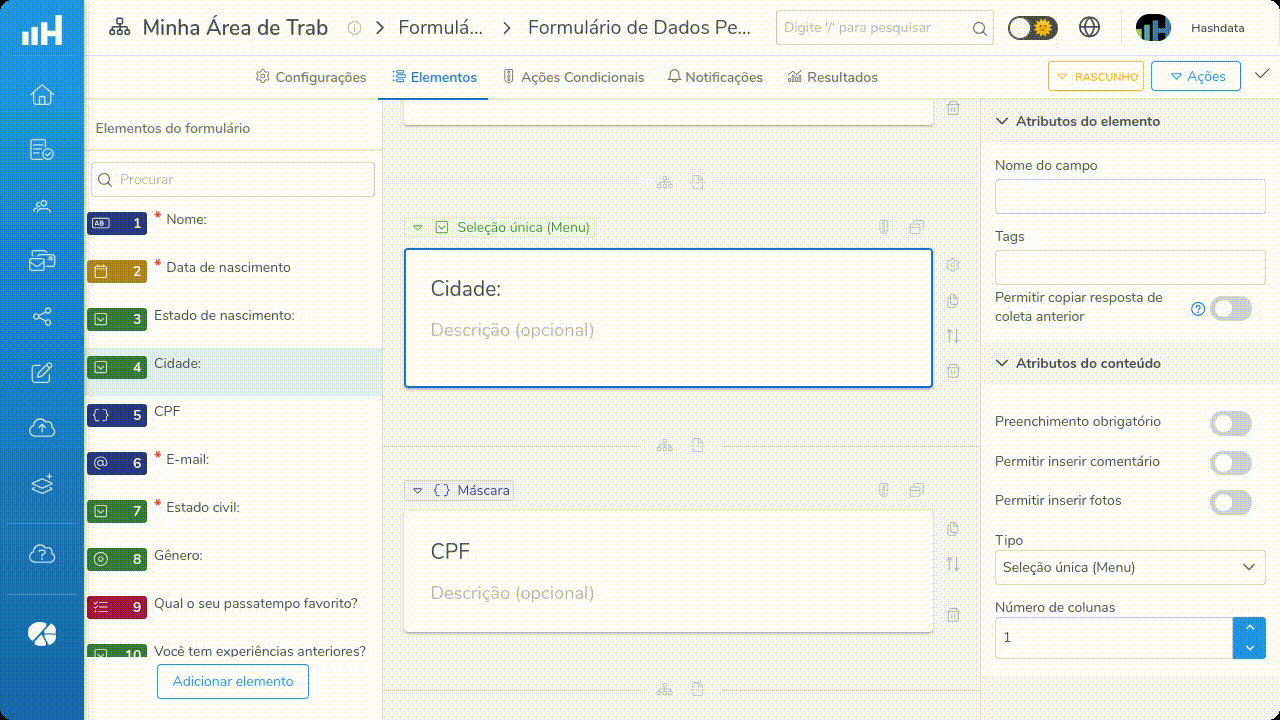 Minha Área de Trab
Formulá...
Formulário de Dados Pe...
Digite '/' para pesquisar
Hashdata
Configurações
Elementos
Ações Condicionais
Notificações
Resultados
RASCUNHO
Ações
Elementos do formulário
Procurar
AB 1 * Nome:
2 * Data de nascimento
3 Estado de nascimento:
4 Cidade:
5 CPF
6 * E-mail:
7 * Estado civil:
8 Gênero:
9 Qual o seu passatempo favorito?
10 Você tem experiências anteriores?
Adicionar elemento
Seleção única (Menu)
Cidade:
Descrição (opcional)
Máscara
CPF
Descrição (opcional)
Atributos do elemento
Nome do campo
Tags
Permitir copiar resposta de
coleta anterior
Atributos do conteúdo
Preenchimento obrigatório
Permitir inserir comentário
Permitir inserir fotos
Tipo
Seleção única (Menu)
Número de colunas
1